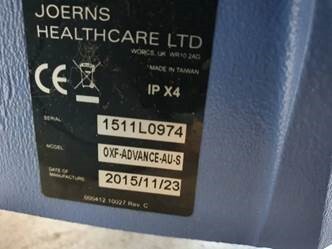 JOERNS
HEALTHCARE LTD
WORCS, UK WR10 2AG
MADE IN TAIWAN
CE IP X4
SERIAL 1511L0974
MODEL OXF-ADVANCE-AU-S
DATE OF
MANUFACTURE 2015/11/23
000412.10027 Rev. C